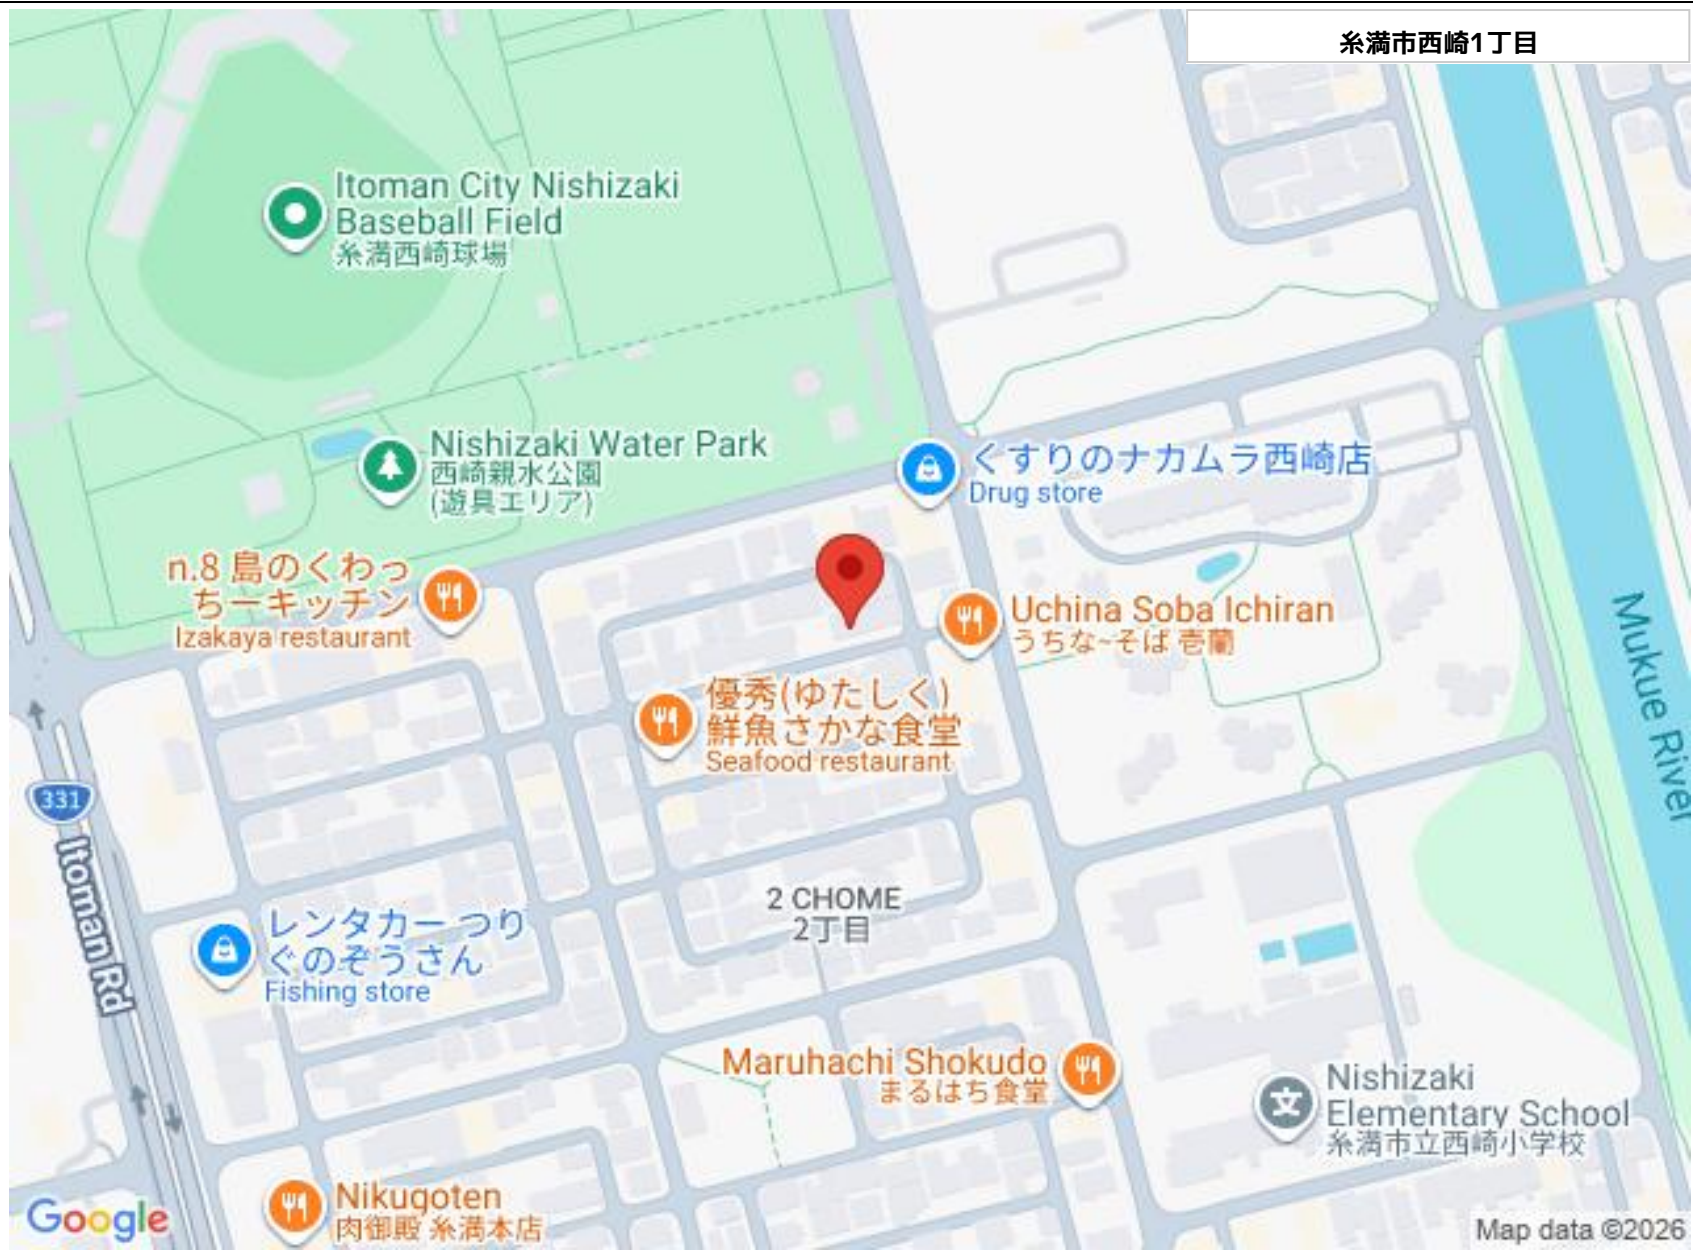 糸満市西崎1丁目
Itoman City Nishizaki
Baseball Field
糸満西崎球場
Nishizaki Water Park
西崎親水公園
(遊具エリア)
くすりのナカムラ西崎店
Drug store
n.8 島のくわっ
ちーキッチン
Izakaya restaurant
Uchina Soba Ichiran
うちな~そば 壱蘭
優秀(ゆたしく)
鮮魚さかな食堂
Seafood restaurant
Mukue River
331
Itoman Rd
2 CHOME
2丁目
レンタカー つり
ぐのぞうさん
Fishing store
Maruhachi Shokudo
まるはち食堂
文
Nishizaki
Elementary School
糸満市立西崎小学校
Nikugoten
肉御殿 糸満本店
Google
Map data ©2026